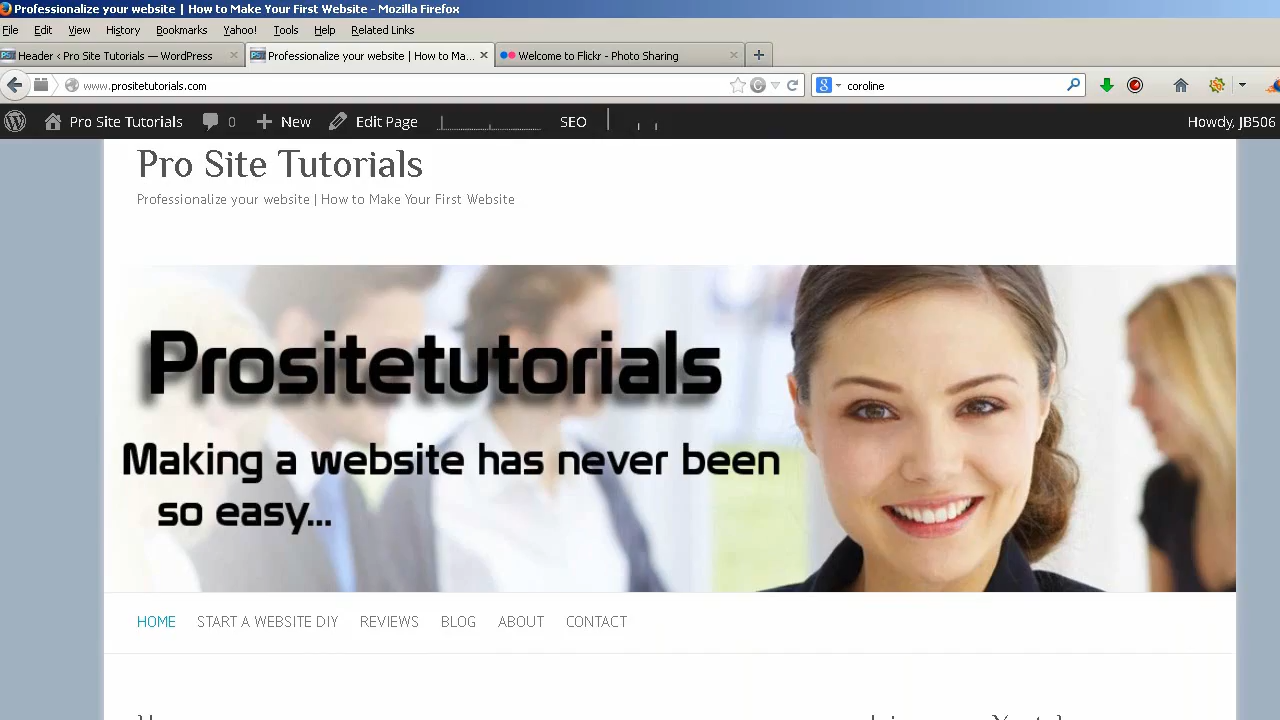 Professionalize your website | How to Make Your First Website - Mozilla Firefox
File Edit View History Bookmarks Yahoo! Tools Help Related Links
Header ‹ Pro Site Tutorials — WordPress × Professionalize your website | How to Ma... × Welcome to Flickr - Photo Sharing × +
www.prositetutorials.com coroline
Pro Site Tutorials 0 New Edit Page SEO Howdy, JB506
Pro Site Tutorials
Professionalize your website | How to Make Your First Website
Prositetutorials
Making a website has never been
so easy...
HOME START A WEBSITE DIY REVIEWS BLOG ABOUT CONTACT